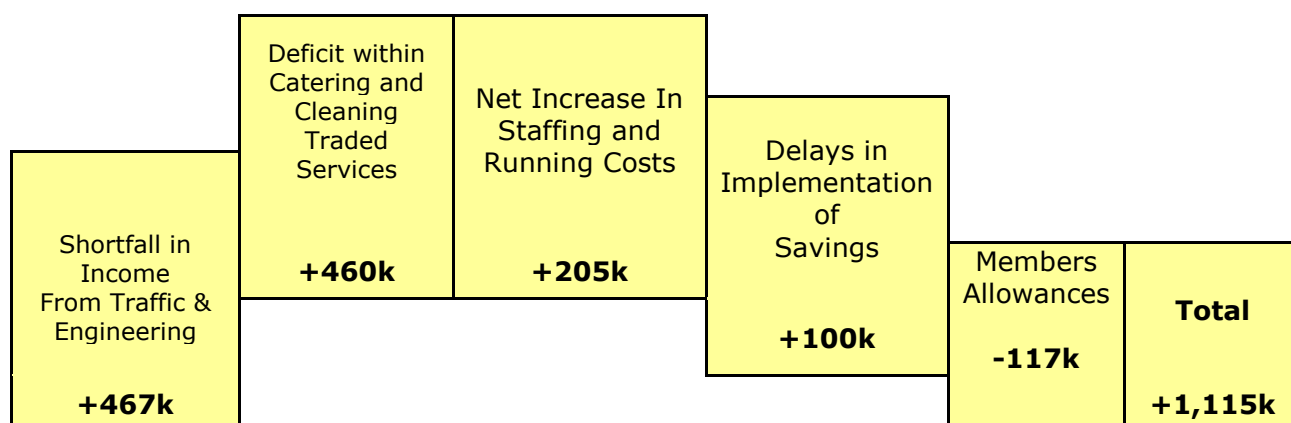 Shortfall in
Income
From Traffic &
Engineering
+467k
Deficit within
Catering and
Cleaning
Traded
Services
+460k
Net Increase In
Staffing and
Running Costs
+205k
Delays in
Implementation
of
Savings
+100k
Members
Allowances
-117k
Total
+1,115k